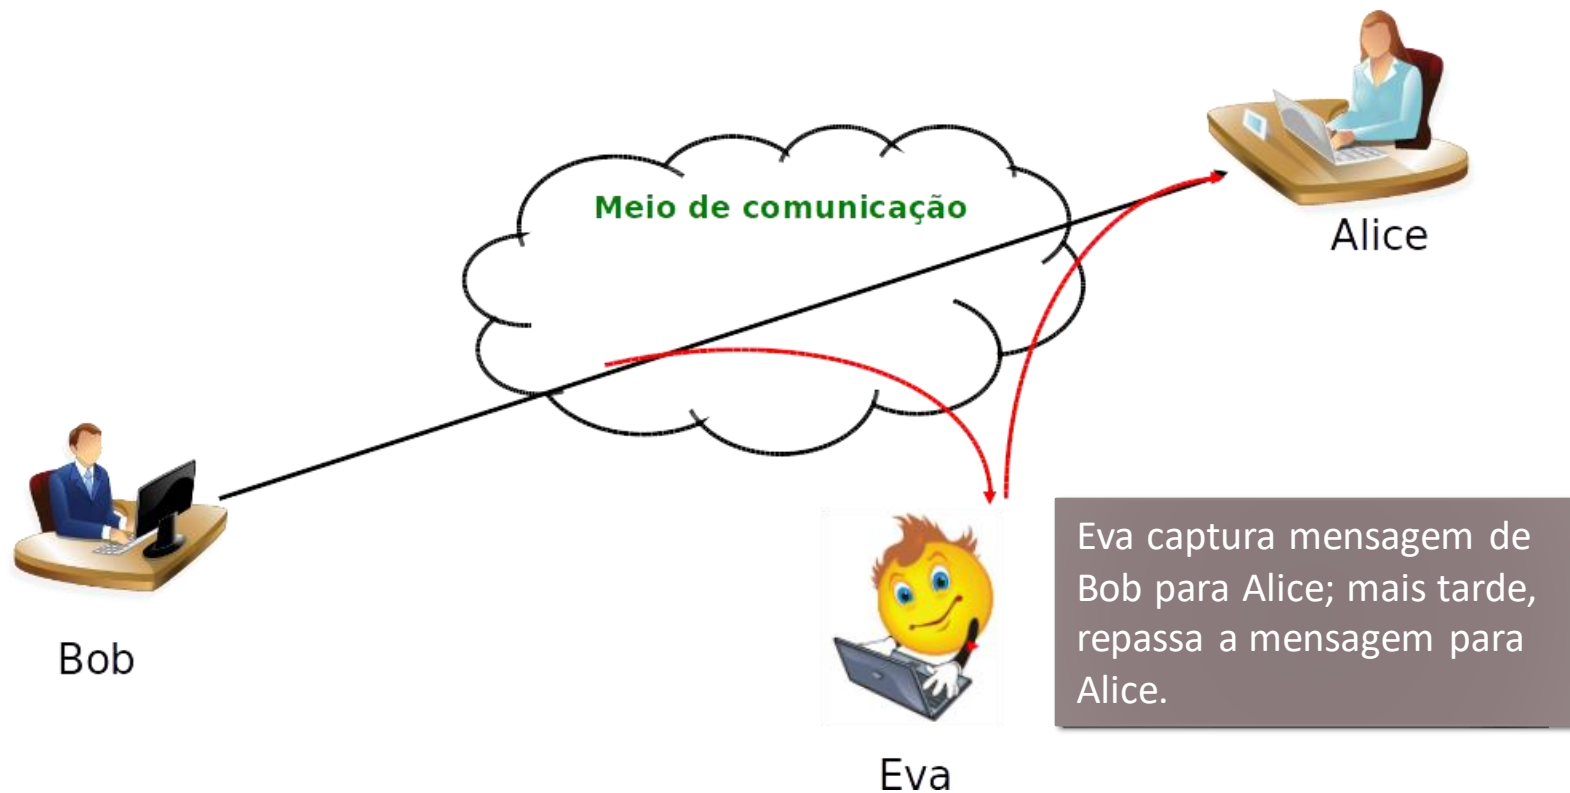 Meio de comunicação
Alice
Bob
Eva captura mensagem de
Bob para Alice; mais tarde,
repassa a mensagem para
Alice.
Eva